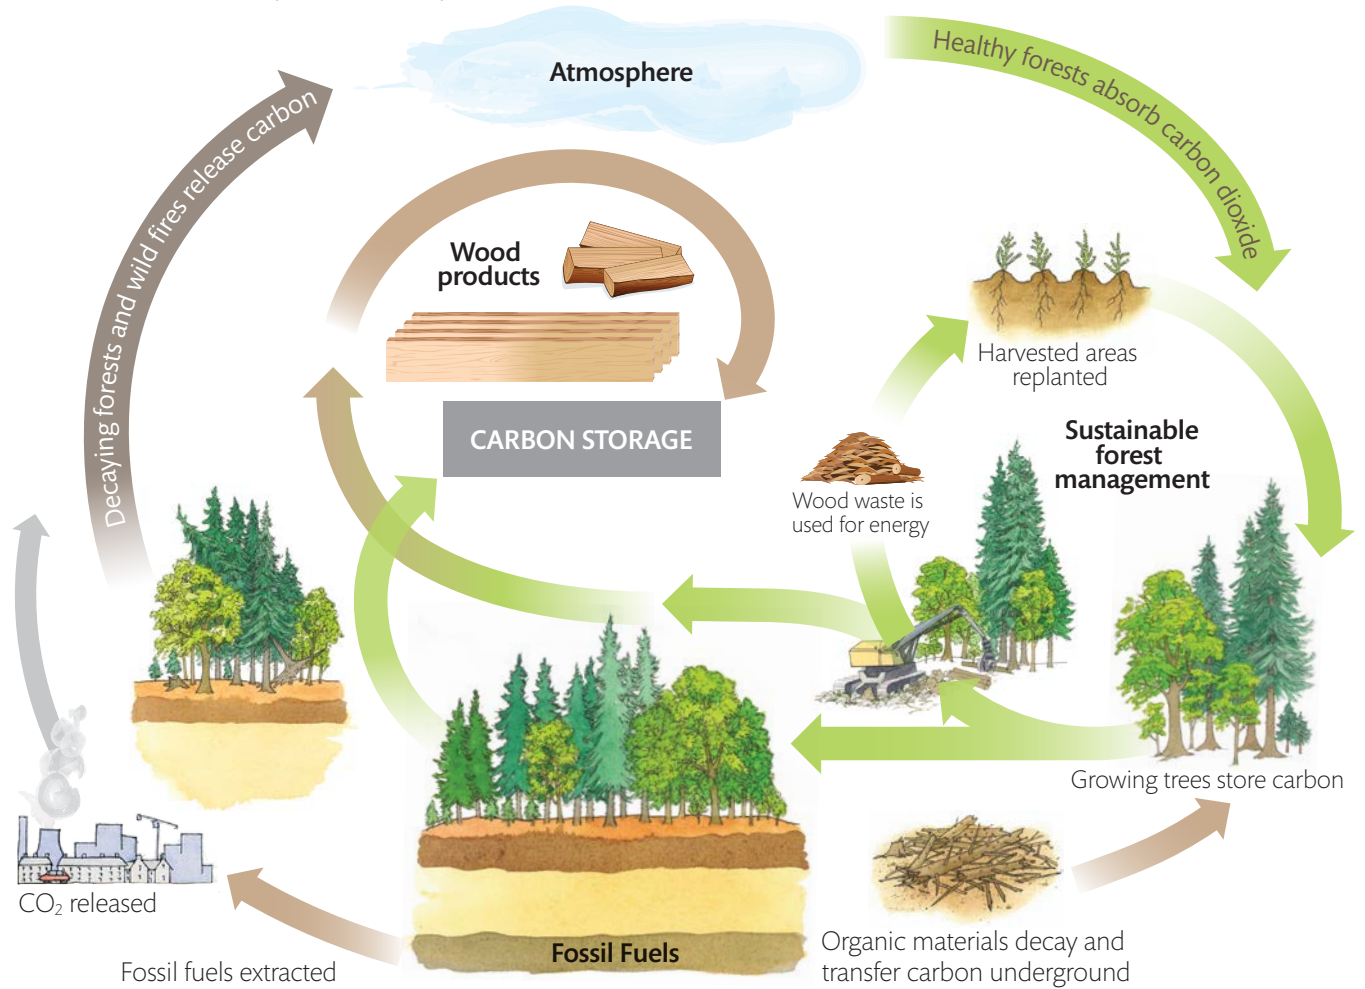 Atmosphere
Healthy forests absorb carbon dioxide
Decaying forests and wild fires release carbon
Wood
products
CARBON STORAGE
Harvested areas
replanted
Sustainable
forest
management
Wood waste is
used for energy
Growing trees store carbon
CO₂ released
Fossil fuels extracted
Fossil Fuels
Organic materials decay and
transfer carbon underground